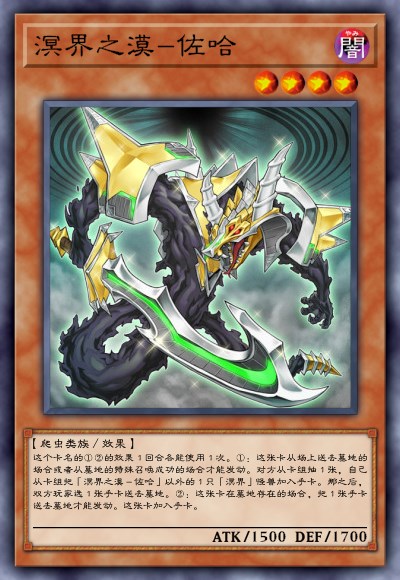 溟界之漠－佐哈
闇
やみ
【爬虫类族／效果】
这个卡名的①②的效果1回合各能使用1次。①：这张卡从场上送去墓地的
场合或者从墓地的特殊召唤成功的场合才能发动。对方从卡组抽1张，自己
从卡组把「溟界之漠－佐哈」以外的1只「溟界」怪兽加入手卡。那之后，
双方玩家选1张手卡送去墓地。②：这张卡在墓地存在的场合，把1张手卡
送去墓地才能发动。这张卡加入手卡。
ATK/1500 DEF/1700